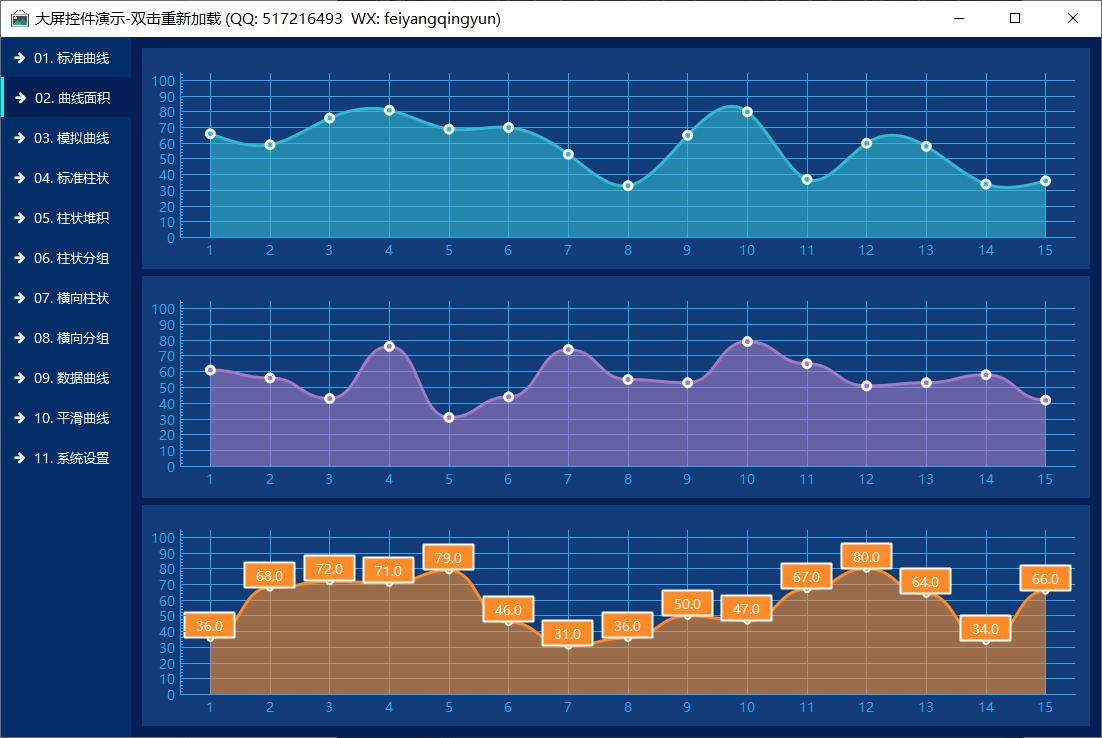 大屏控件演示-双击重新加载 (QQ: 517216493 WX: feiyangqingyun)
01. 标准曲线
02. 曲线面积
03. 模拟曲线
04. 标准柱状
05. 柱状堆积
06. 柱状分组
07. 横向柱状
08. 横向分组
09. 数据曲线
10. 平滑曲线
11. 系统设置
100
90
80
70
60
50
40
30
20
10
0
1 2 3 4 5 6 7 8 9 10 11 12 13 14 15
100
90
80
70
60
50
40
30
20
10
0
1 2 3 4 5 6 7 8 9 10 11 12 13 14 15
100
90
80
70
60
50
40
30
20
10
0
36.0 68.0 72.0 71.0 79.0 46.0 31.0 36.0 50.0 47.0 67.0 80.0 64.0 34.0 66.0
1 2 3 4 5 6 7 8 9 10 11 12 13 14 15